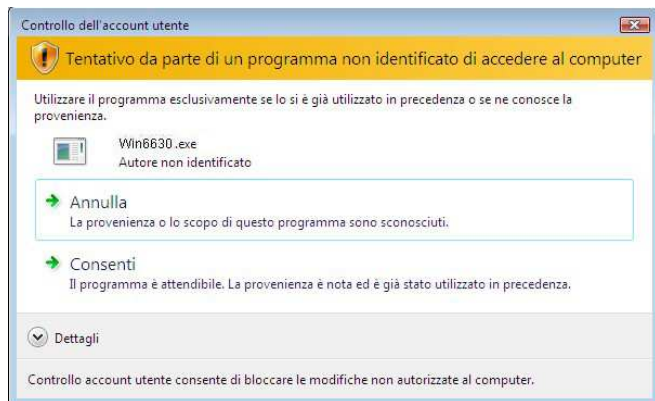 Controllo dell'account utente
Tentativo da parte di un programma non identificato di accedere al computer
Utilizzare il programma esclusivamente se lo si è già utilizzato in precedenza o se ne conosce la
provenienza.
Win6630.exe
Autore non identificato
Annulla
La provenienza o lo scopo di questo programma sono sconosciuti.
Consenti
Il programma è attendibile. La provenienza è nota ed è già stato utilizzato in precedenza.
Dettagli
Controllo account utente consente di bloccare le modifiche non autorizzate al computer.